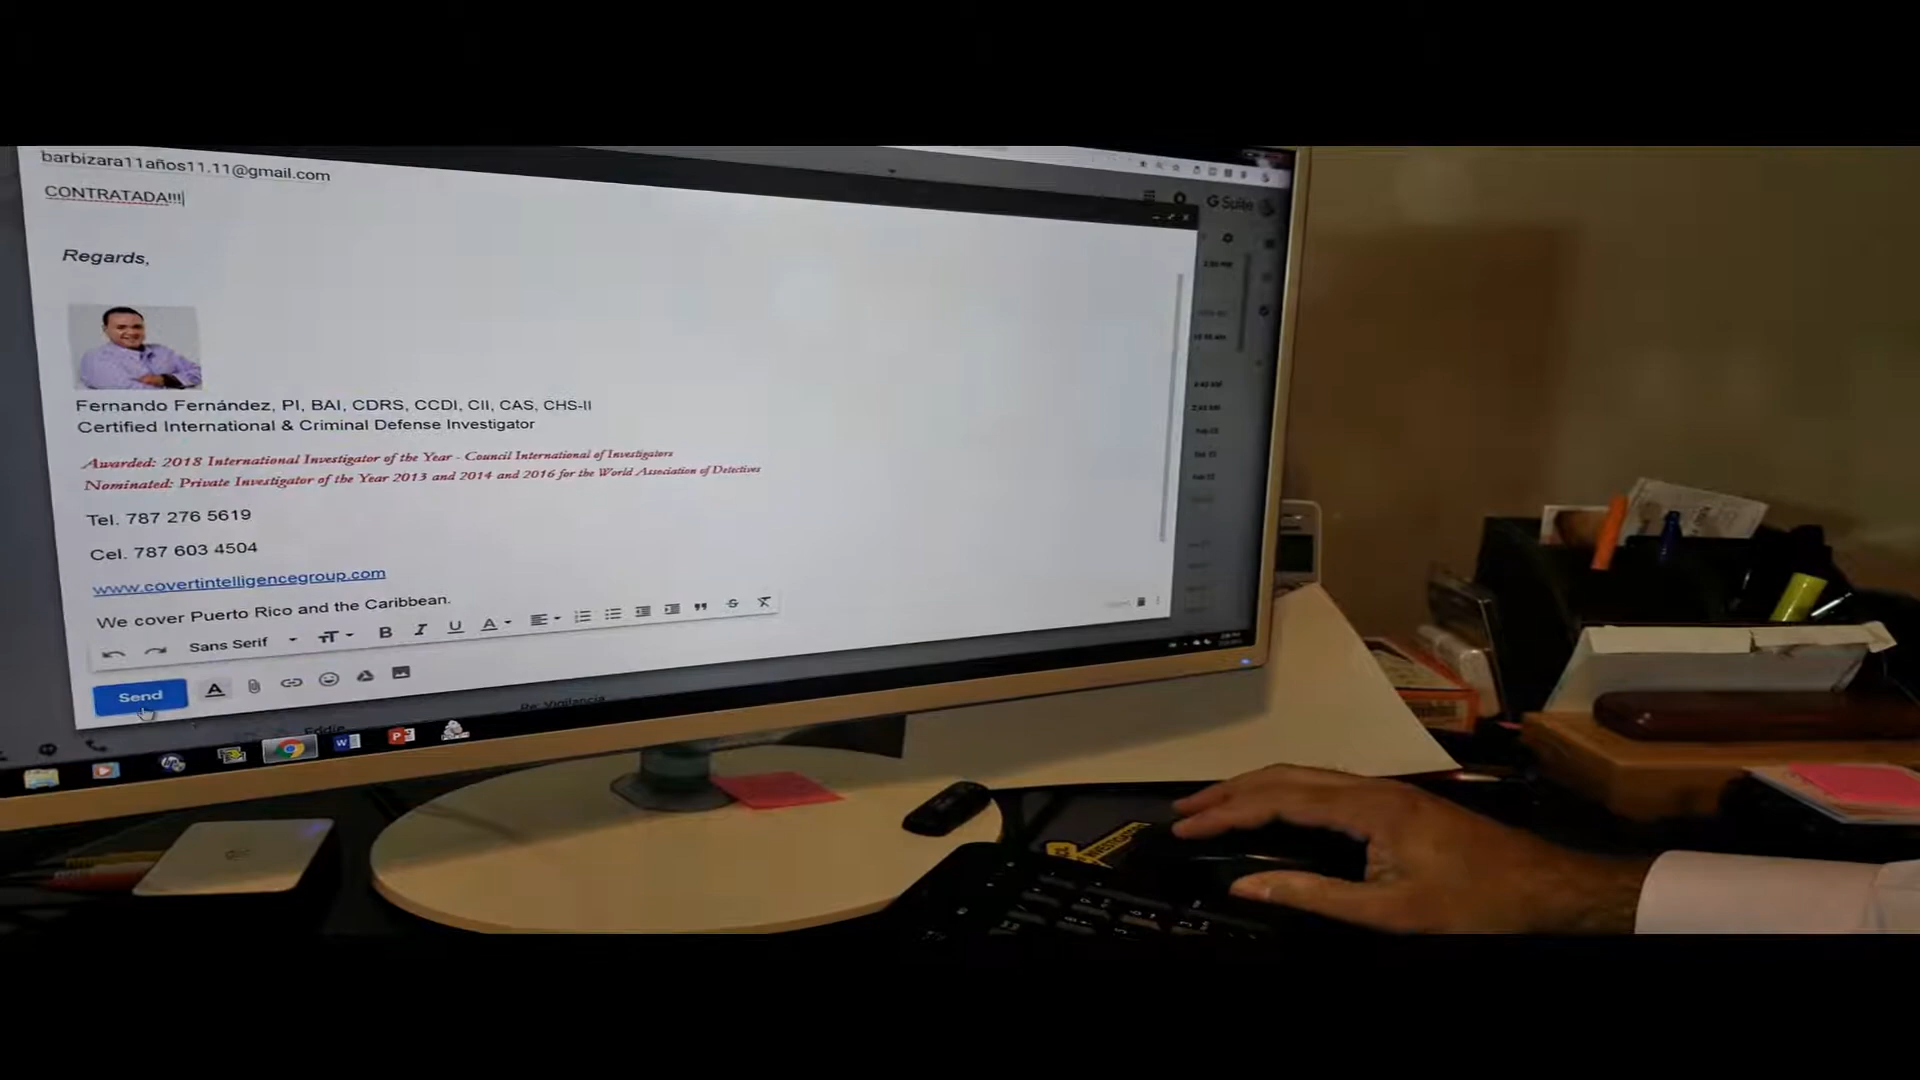 barbizara11años11.11@gmail.com
CONTRATADA!!!
G Suite
Regards,
Fernando Fernández, PI, BAI, CDRS, CCDI, CII, CAS, CHS-II
Certified International & Criminal Defense Investigator
Awarded: 2018 International Investigator of the Year - Council International of Investigators
Nominated: Private Investigator of the Year 2013 and 2014 and 2016 for the World Association of Detectives
Tel. 787 276 5619
Cel. 787 603 4504
www.covertintelligencegroup.com
We cover Puerto Rico and the Caribbean.
Sans Serif
Send
Re: Vigilancia
Eddie